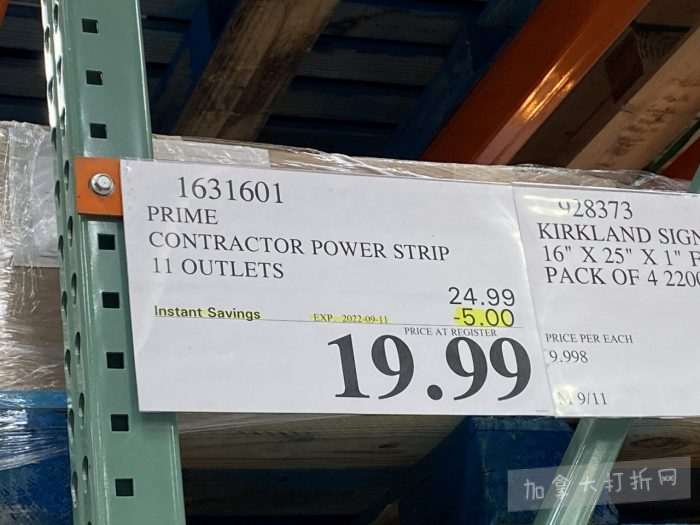 1631601
PRIME
CONTRACTOR POWER STRIP
11 OUTLETS
24.99
Instant Savings EXP. 2022-09-11 -5.00
PRICE AT REGISTER
19.99
928373
KIRKLAND SIGN
16" X 25" X 1" F
PACK OF 4 2200
PRICE PER EACH
9.998
9/11
加拿大打折网